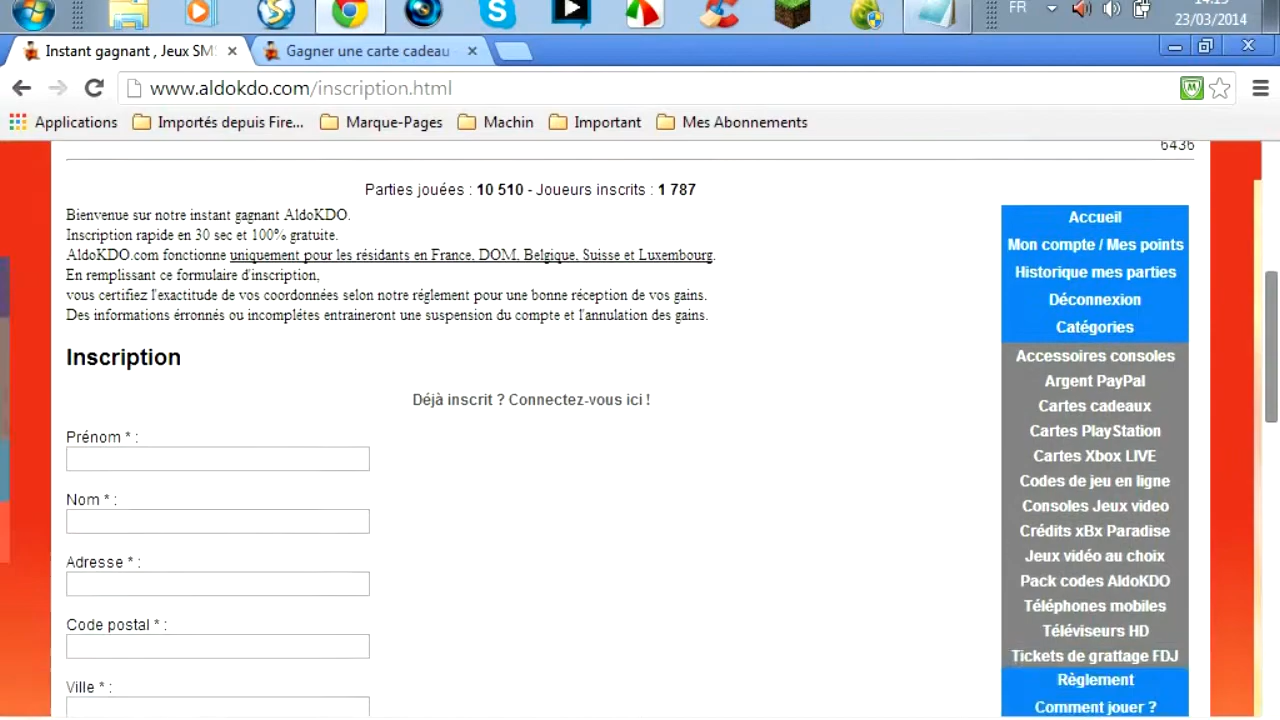 FR
14:15
23/03/2014
Instant gagnant , Jeux SM
Gagner une carte cadeau
www.aldokdo.com/inscription.html
Applications
Importés depuis Fire...
Marque-Pages
Machin
Important
Mes Abonnements
6436
Parties jouées : 10 510 - Joueurs inscrits : 1 787
Bienvenue sur notre instant gagnant AldoKDO.
Inscription rapide en 30 sec et 100% gratuite.
AldoKDO.com fonctionne uniquement pour les résidants en France, DOM, Belgique, Suisse et Luxembourg.
En remplissant ce formulaire d'inscription,
vous certifiez l'exactitude de vos coordonnées selon notre réglement pour une bonne réception de vos gains.
Des informations érronnés ou incomplétes entraineront une suspension du compte et l'annulation des gains.
Inscription
Déjà inscrit ? Connectez-vous ici !
Prénom * :
Nom * :
Adresse * :
Code postal * :
Ville * :
Accueil
Mon compte / Mes points
Historique mes parties
Déconnexion
Catégories
Accessoires consoles
Argent PayPal
Cartes cadeaux
Cartes PlayStation
Cartes Xbox LIVE
Codes de jeu en ligne
Consoles Jeux video
Crédits xBx Paradise
Jeux vidéo au choix
Pack codes AldoKDO
Téléphones mobiles
Téléviseurs HD
Tickets de grattage FDJ
Règlement
Comment jouer ?